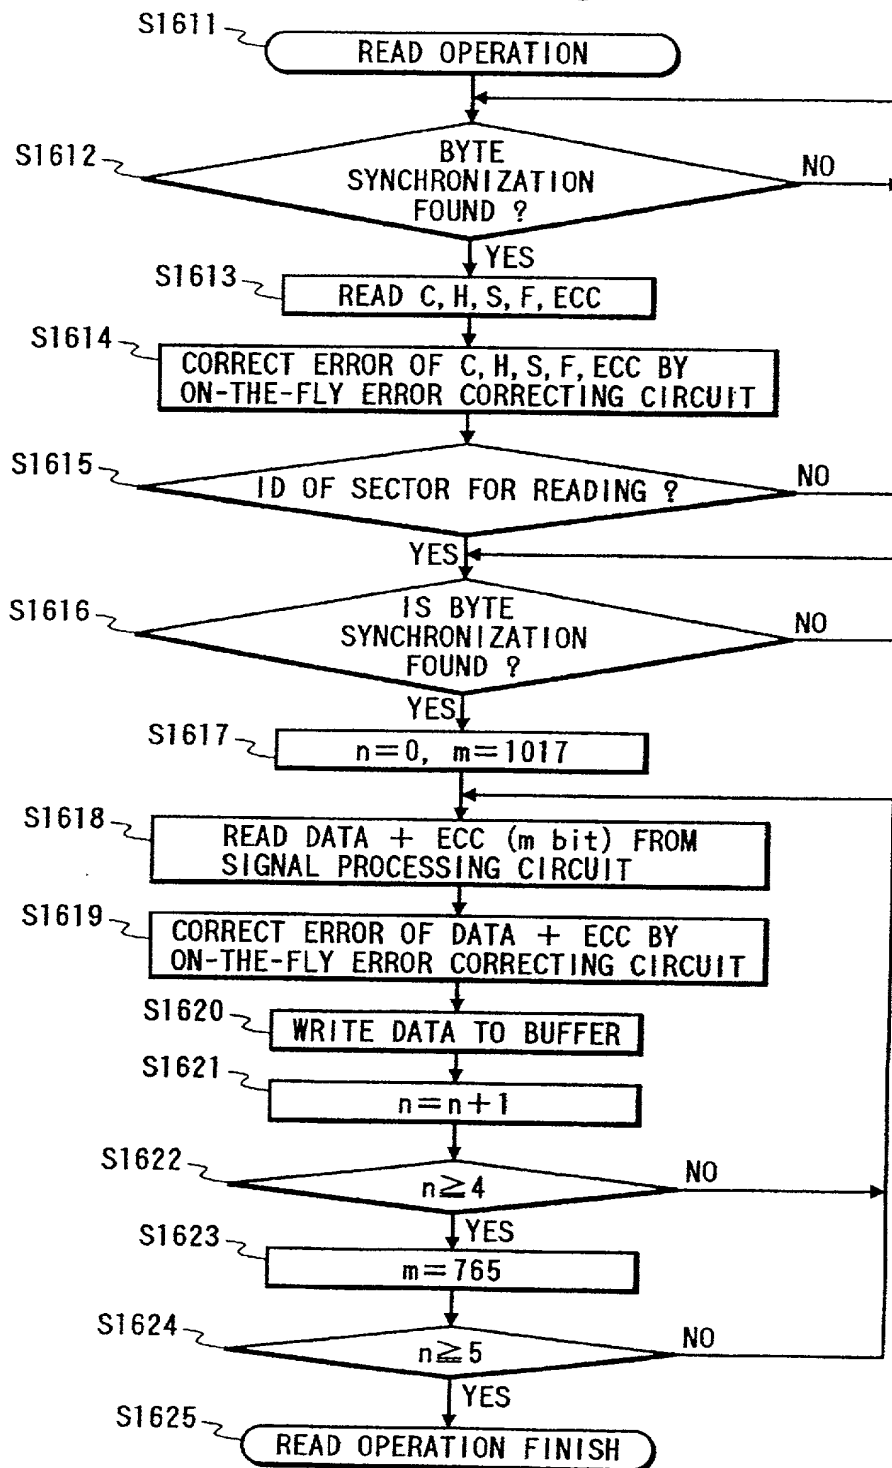 S1611
READ OPERATION
S1612
BYTE
SYNCHRONIZATION
FOUND ?
NO
YES
S1613
READ C, H, S, F, ECC
S1614
CORRECT ERROR OF C, H, S, F, ECC BY
ON-THE-FLY ERROR CORRECTING CIRCUIT
S1615
ID OF SECTOR FOR READING ?
NO
YES
S1616
IS BYTE
SYNCHRONIZATION
FOUND ?
NO
YES
S1617
n=0, m=1017
S1618
READ DATA + ECC (m bit) FROM
SIGNAL PROCESSING CIRCUIT
S1619
CORRECT ERROR OF DATA + ECC BY
ON-THE-FLY ERROR CORRECTING CIRCUIT
S1620
WRITE DATA TO BUFFER
S1621
n=n+1
S1622
n≧4
NO
YES
S1623
m=765
S1624
n≧5
NO
YES
S1625
READ OPERATION FINISH